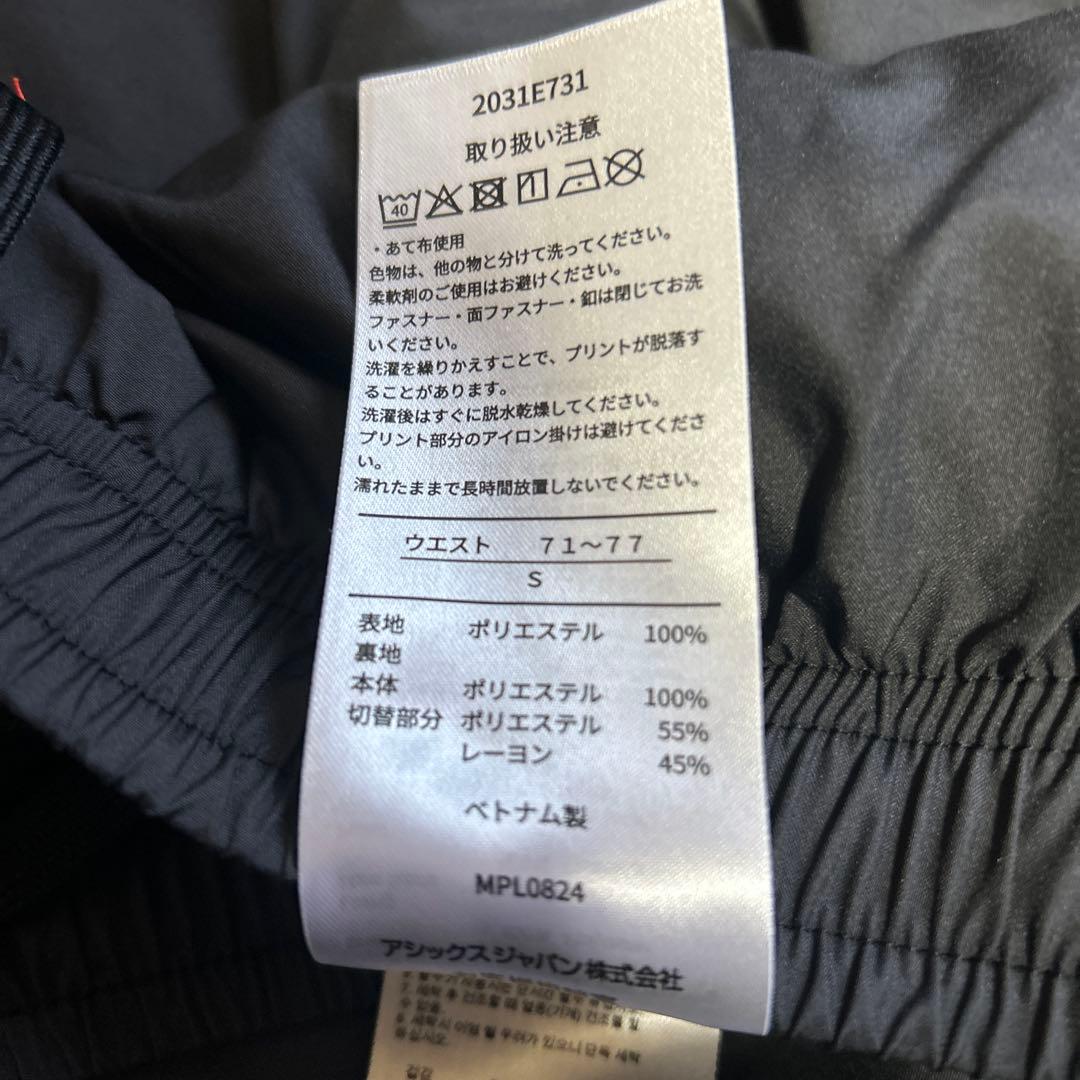 2031E731
取り扱い注意
40
・あて布使用
色物は、他の物と分けて洗ってください。
柔軟剤のご使用はお避けください。
ファスナー・面ファスナー・釦は閉じてお洗
いください。
洗濯を繰りかえすことで、プリントが脱落す
ることがあります。
洗濯後はすぐに脱水乾燥してください。
プリント部分のアイロン掛けは避けてくださ
い。
濡れたままで長時間放置しないでください。
ウエスト 71～77
S
表地 ポリエステル 100%
裏地
本体 ポリエステル 100%
切替部分 ポリエステル 55%
レーヨン 45%
ベトナム製
MPL0824
アシックスジャパン株式会社